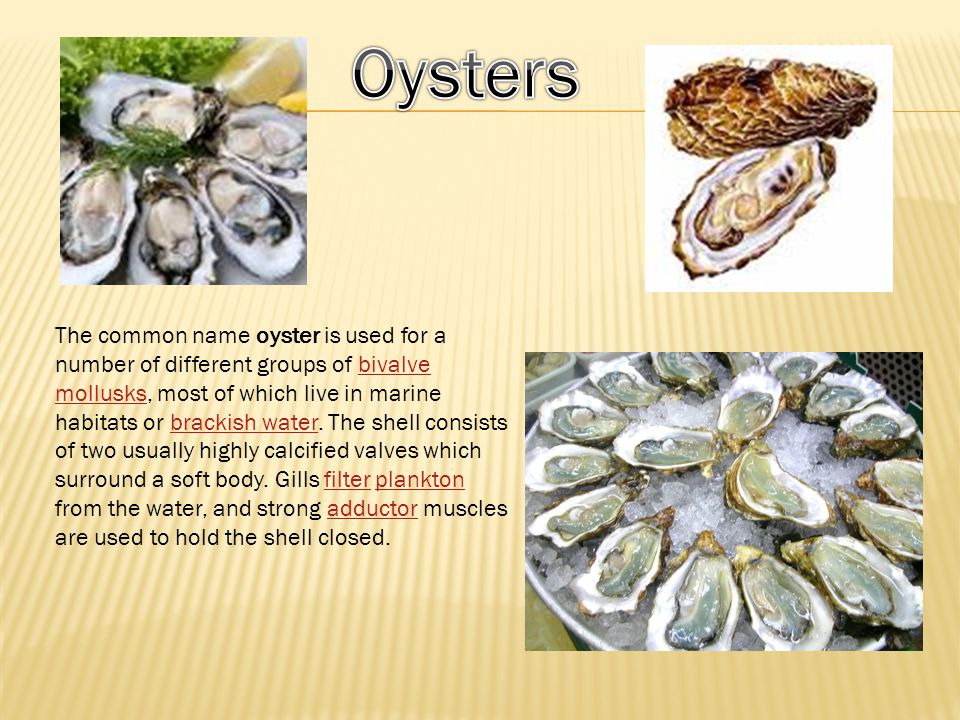 Oysters
The common name oyster is used for a
number of different groups of bivalve
mollusks, most of which live in marine
habitats or brackish water. The shell consists
of two usually highly calcified valves which
surround a soft body. Gills filter plankton
from the water, and strong adductor muscles
are used to hold the shell closed.